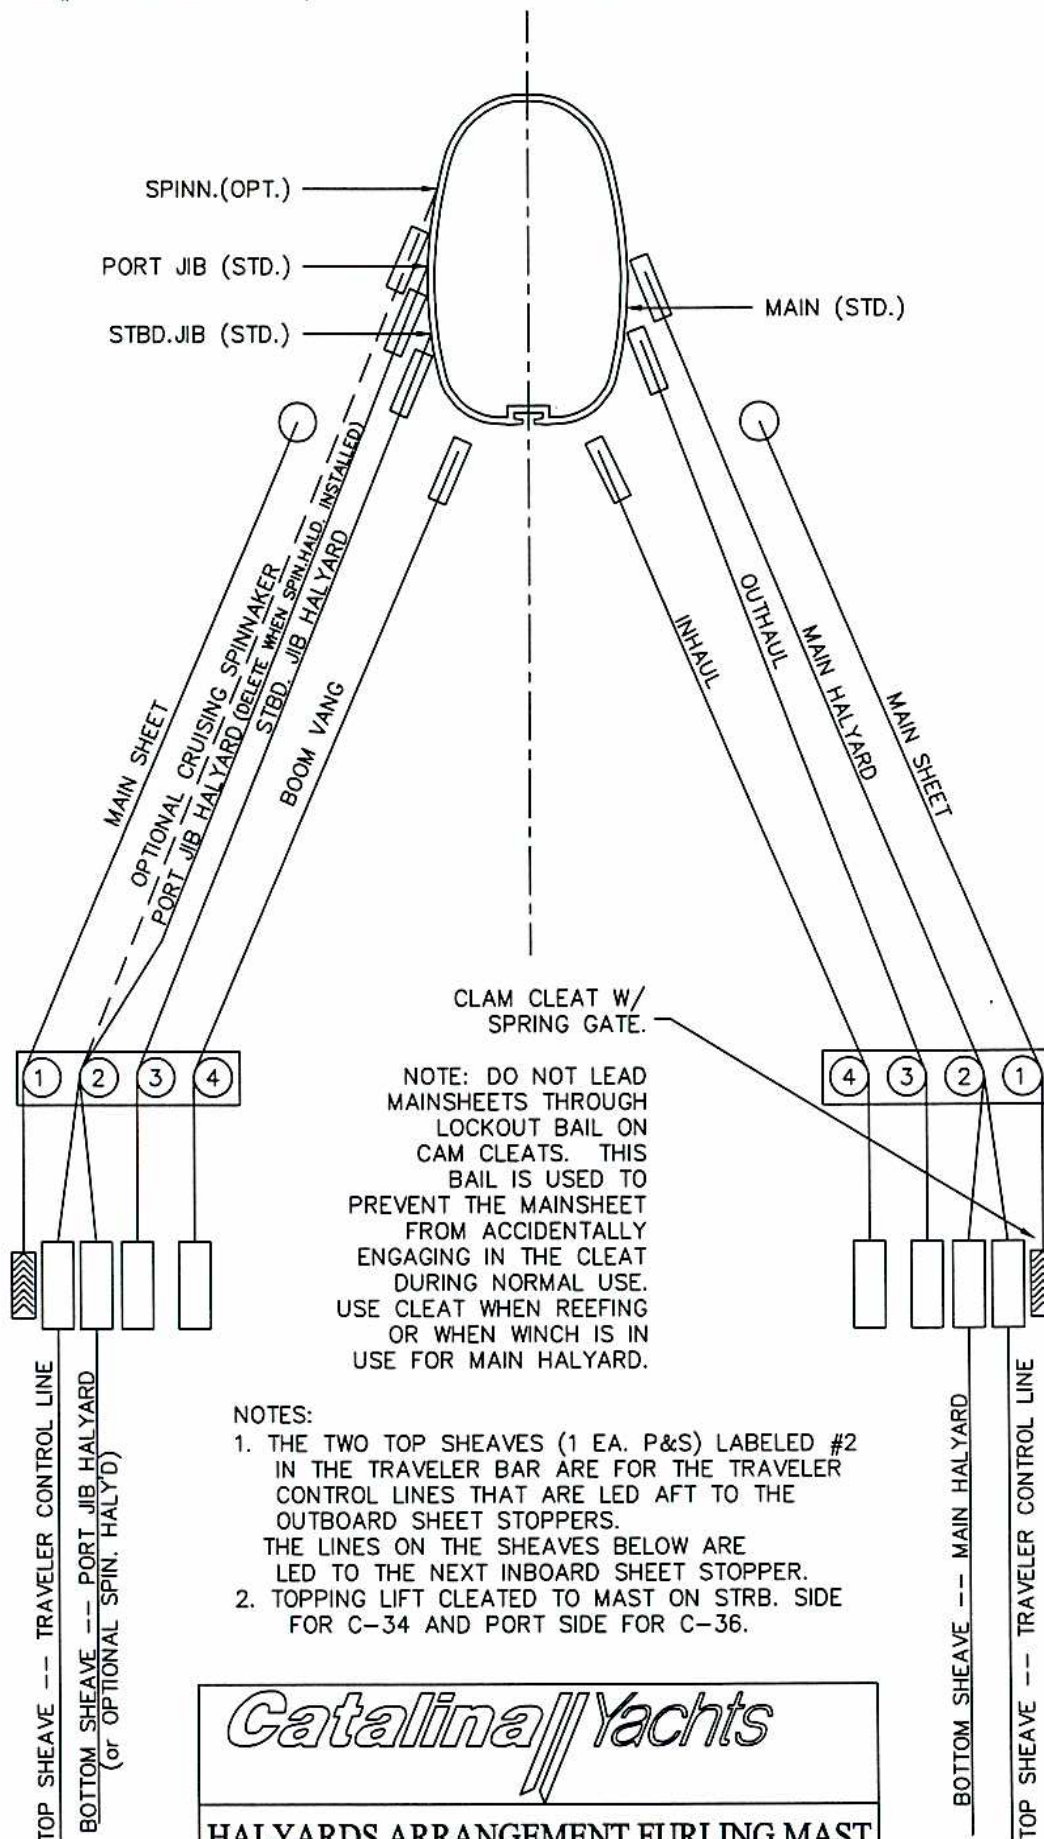 SPINN.(OPT.)
PORT JIB (STD.)
STBD.JIB (STD.)
MAIN (STD.)
MAIN SHEET
OPTIONAL CRUISING SPINNAKER
PORT JIB HALYARD (DELETE WHEN SPIN.HALD. INSTALLED)
STBD. JIB HALYARD
BOOM VANG
INHAUL
OUTHAUL
MAIN HALYARD
MAIN SHEET
CLAM CLEAT W/
SPRING GATE.
1 2 3 4
4 3 2 1
NOTE: DO NOT LEAD
MAINSHEETS THROUGH
LOCKOUT BAIL ON
CAM CLEATS. THIS
BAIL IS USED TO
PREVENT THE MAINSHEET
FROM ACCIDENTALLY
ENGAGING IN THE CLEAT
DURING NORMAL USE.
USE CLEAT WHEN REEFING
OR WHEN WINCH IS IN
USE FOR MAIN HALYARD.
TOP SHEAVE -- TRAVELER CONTROL LINE
BOTTOM SHEAVE -- PORT JIB HALYARD
(or OPTIONAL SPIN. HALY'D)
NOTES:
1. THE TWO TOP SHEAVES (1 EA. P&S) LABELED #2
IN THE TRAVELER BAR ARE FOR THE TRAVELER
CONTROL LINES THAT ARE LED AFT TO THE
OUTBOARD SHEET STOPPERS.
THE LINES ON THE SHEAVES BELOW ARE
LED TO THE NEXT INBOARD SHEET STOPPER.
2. TOPPING LIFT CLEATED TO MAST ON STRB. SIDE
FOR C-34 AND PORT SIDE FOR C-36.
BOTTOM SHEAVE -- MAIN HALYARD
TOP SHEAVE -- TRAVELER CONTROL LINE
Catalina Yachts
HALYARDS ARRANGEMENT FURLING MAST